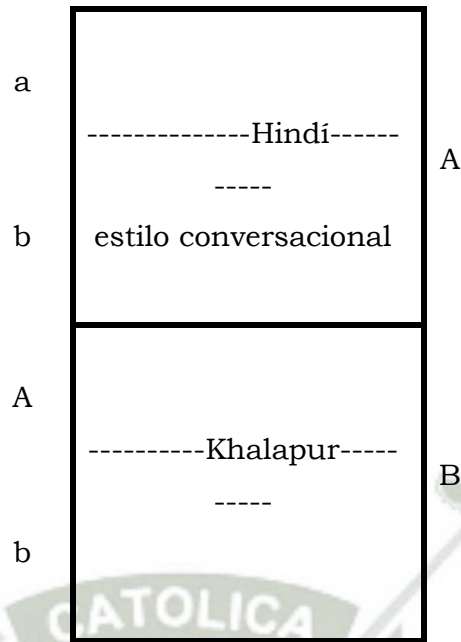 a
--------------Hindí------
-----
A
b
estilo conversacional
A
----------Khalapur-----
-----
B
b
CATOLICA